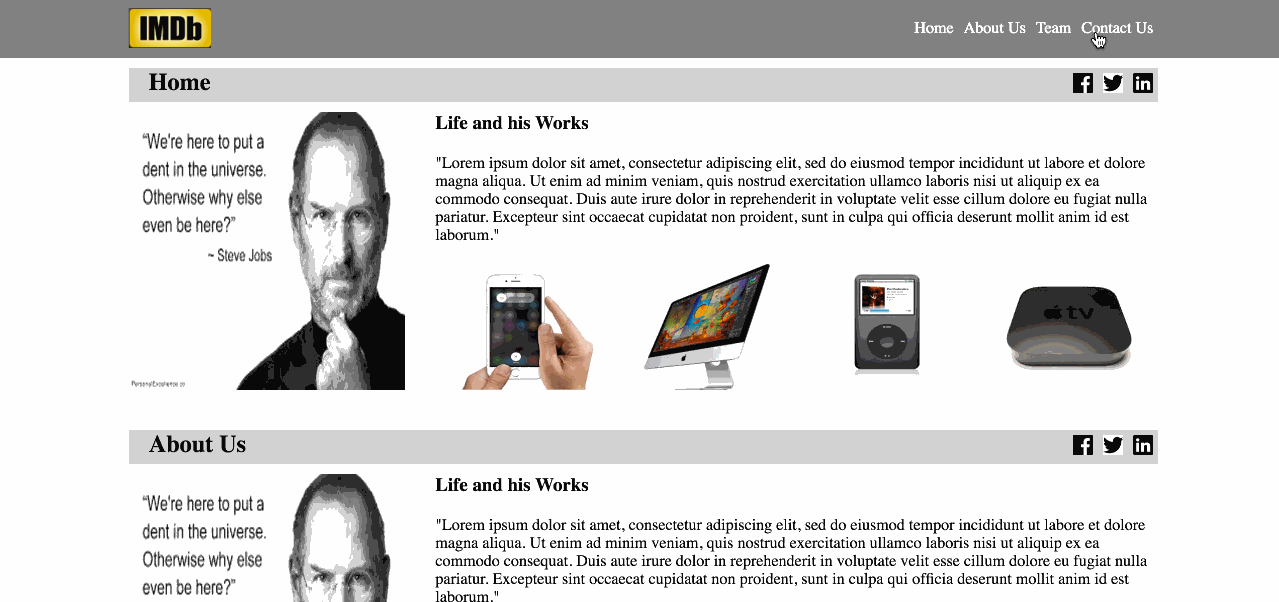 IMDb
Home About Us Team Contact Us
Home
“We're here to put a
dent in the universe.
Otherwise why else
even be here?”
~ Steve Jobs
PersonalExcellence.co
Life and his Works
"Lorem ipsum dolor sit amet, consectetur adipiscing elit, sed do eiusmod tempor incididunt ut labore et dolore
magna aliqua. Ut enim ad minim veniam, quis nostrud exercitation ullamco laboris nisi ut aliquip ex ea
commodo consequat. Duis aute irure dolor in reprehenderit in voluptate velit esse cillum dolore eu fugiat nulla
pariatur. Excepteur sint occaecat cupidatat non proident, sunt in culpa qui officia deserunt mollit anim id est
laborum."
tv
About Us
“We're here to put a
dent in the universe.
Otherwise why else
even be here?”
Life and his Works
"Lorem ipsum dolor sit amet, consectetur adipiscing elit, sed do eiusmod tempor incididunt ut labore et dolore
magna aliqua. Ut enim ad minim veniam, quis nostrud exercitation ullamco laboris nisi ut aliquip ex ea
commodo consequat. Duis aute irure dolor in reprehenderit in voluptate velit esse cillum dolore eu fugiat nulla
pariatur. Excepteur sint occaecat cupidatat non proident, sunt in culpa qui officia deserunt mollit anim id est
laborum."